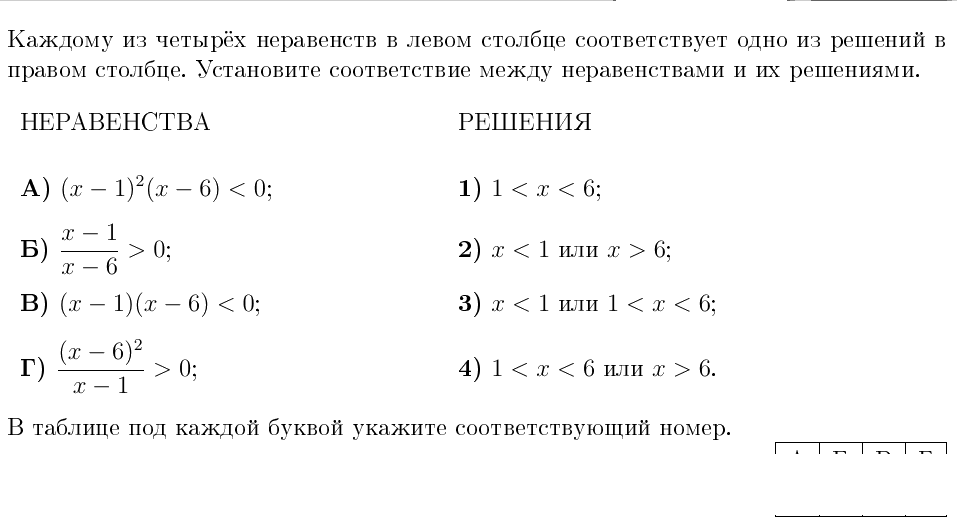 Каждому из четырёх неравенств в левом столбце соответствует одно из решений в
правом столбце. Установите соответствие между неравенствами и их решениями.
НЕРАВЕНСТВА РЕШЕНИЯ
А) (x − 1)²(x − 6) < 0; 1) 1 < x < 6;
Б) (x − 1)/(x − 6) > 0; 2) x < 1 или x > 6;
В) (x − 1)(x − 6) < 0; 3) x < 1 или 1 < x < 6;
Г) (x − 6)²/(x − 1) > 0; 4) 1 < x < 6 или x > 6.
В таблице под каждой буквой укажите соответствующий номер.